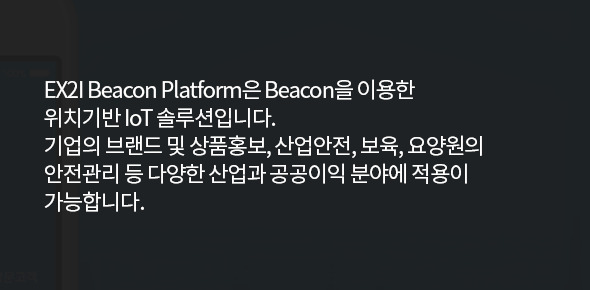 EX2I Beacon Platform은 Beacon을 이용한
위치기반 IoT 솔루션입니다.
기업의 브랜드 및 상품홍보, 산업안전, 보육, 요양원의
안전관리 등 다양한 산업과 공공이익 분야에 적용이
가능합니다.